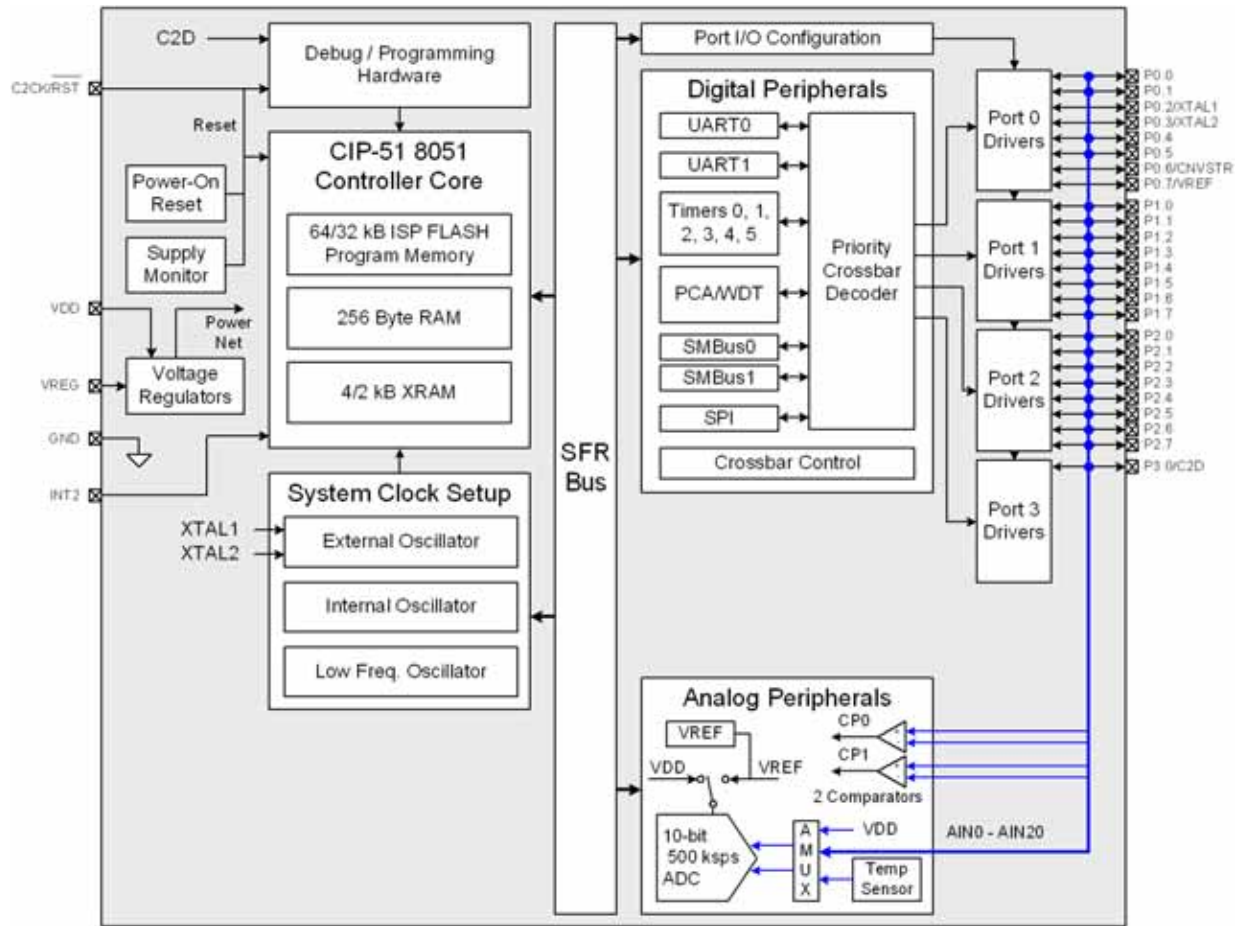 C2D
Debug / Programming
Hardware
C2CK/RST
Reset
Power-On
Reset
Supply
Monitor
VDD
Power
Net
VREG
Voltage
Regulators
GND
INT2
CIP-51 8051
Controller Core
64/32 kB ISP FLASH
Program Memory
256 Byte RAM
4/2 kB XRAM
System Clock Setup
XTAL1
XTAL2
External Oscillator
Internal Oscillator
Low Freq. Oscillator
SFR
Bus
Port I/O Configuration
Digital Peripherals
UART0
UART1
Timers 0, 1,
2, 3, 4, 5
PCA/WDT
SMBus0
SMBus1
SPI
Priority
Crossbar
Decoder
Crossbar Control
Port 0
Drivers
Port 1
Drivers
Port 2
Drivers
Port 3
Drivers
P0.0
P0.1
P0.2/XTAL1
P0.3/XTAL2
P0.4
P0.5
P0.6/CNVSTR
P0.7/VREF
P1.0
P1.1
P1.2
P1.3
P1.4
P1.5
P1.6
P1.7
P2.0
P2.1
P2.2
P2.3
P2.4
P2.5
P2.6
P2.7
P3.0/C2D
Analog Peripherals
VREF
VDD
VREF
CP0
+
-
CP1
+
-
2 Comparators
10-bit
500 ksps
ADC
A
M
U
X
VDD
Temp
Sensor
AIN0 - AIN20